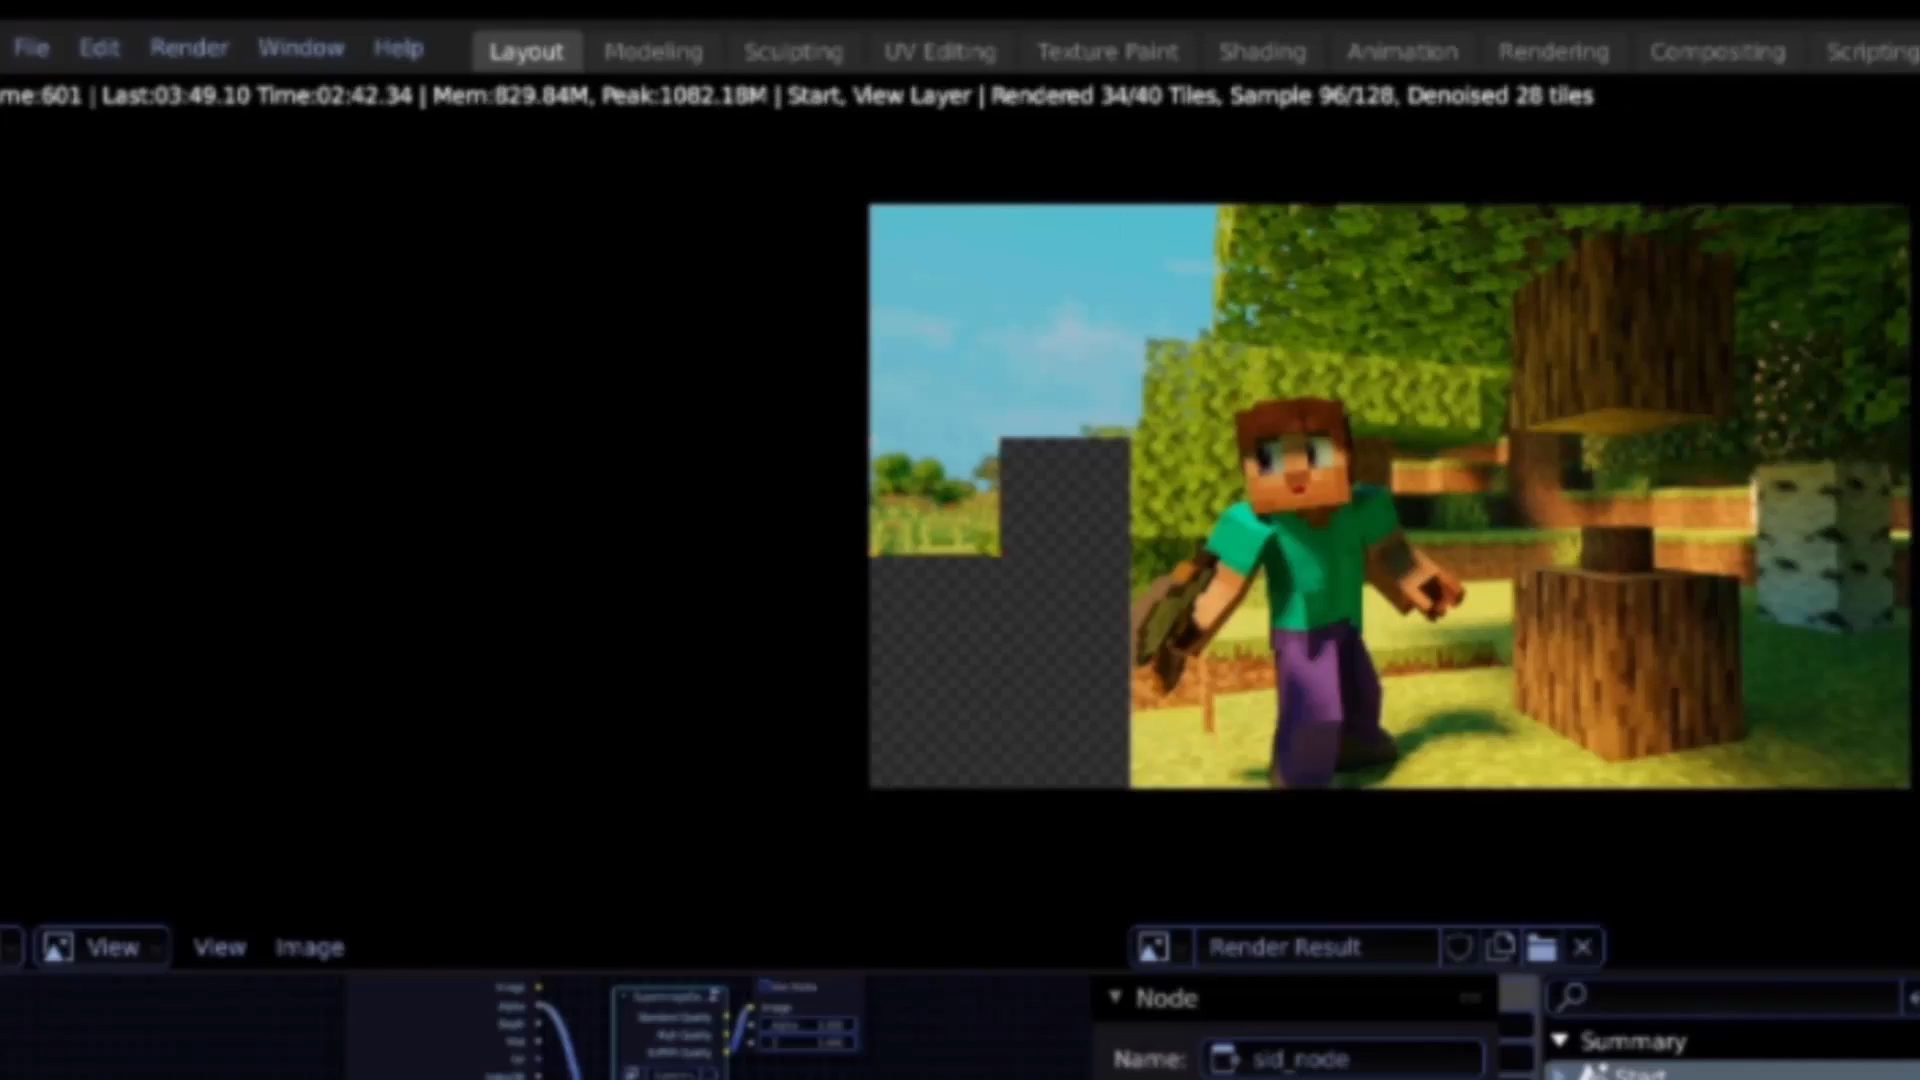 File Edit Render Window Help Layout Modeling Sculpting UV Editing Texture Paint Shading Animation Rendering Compositing Scripting
me:601 | Last:03:49.10 Time:02:42.34 | Mem:829.84M, Peak:1082.18M | Start, View Layer | Rendered 34/40 Tiles, Sample 96/128, Denoised 28 tiles
View View Image Render Result
Node
Name: sid_node
Summary
Start